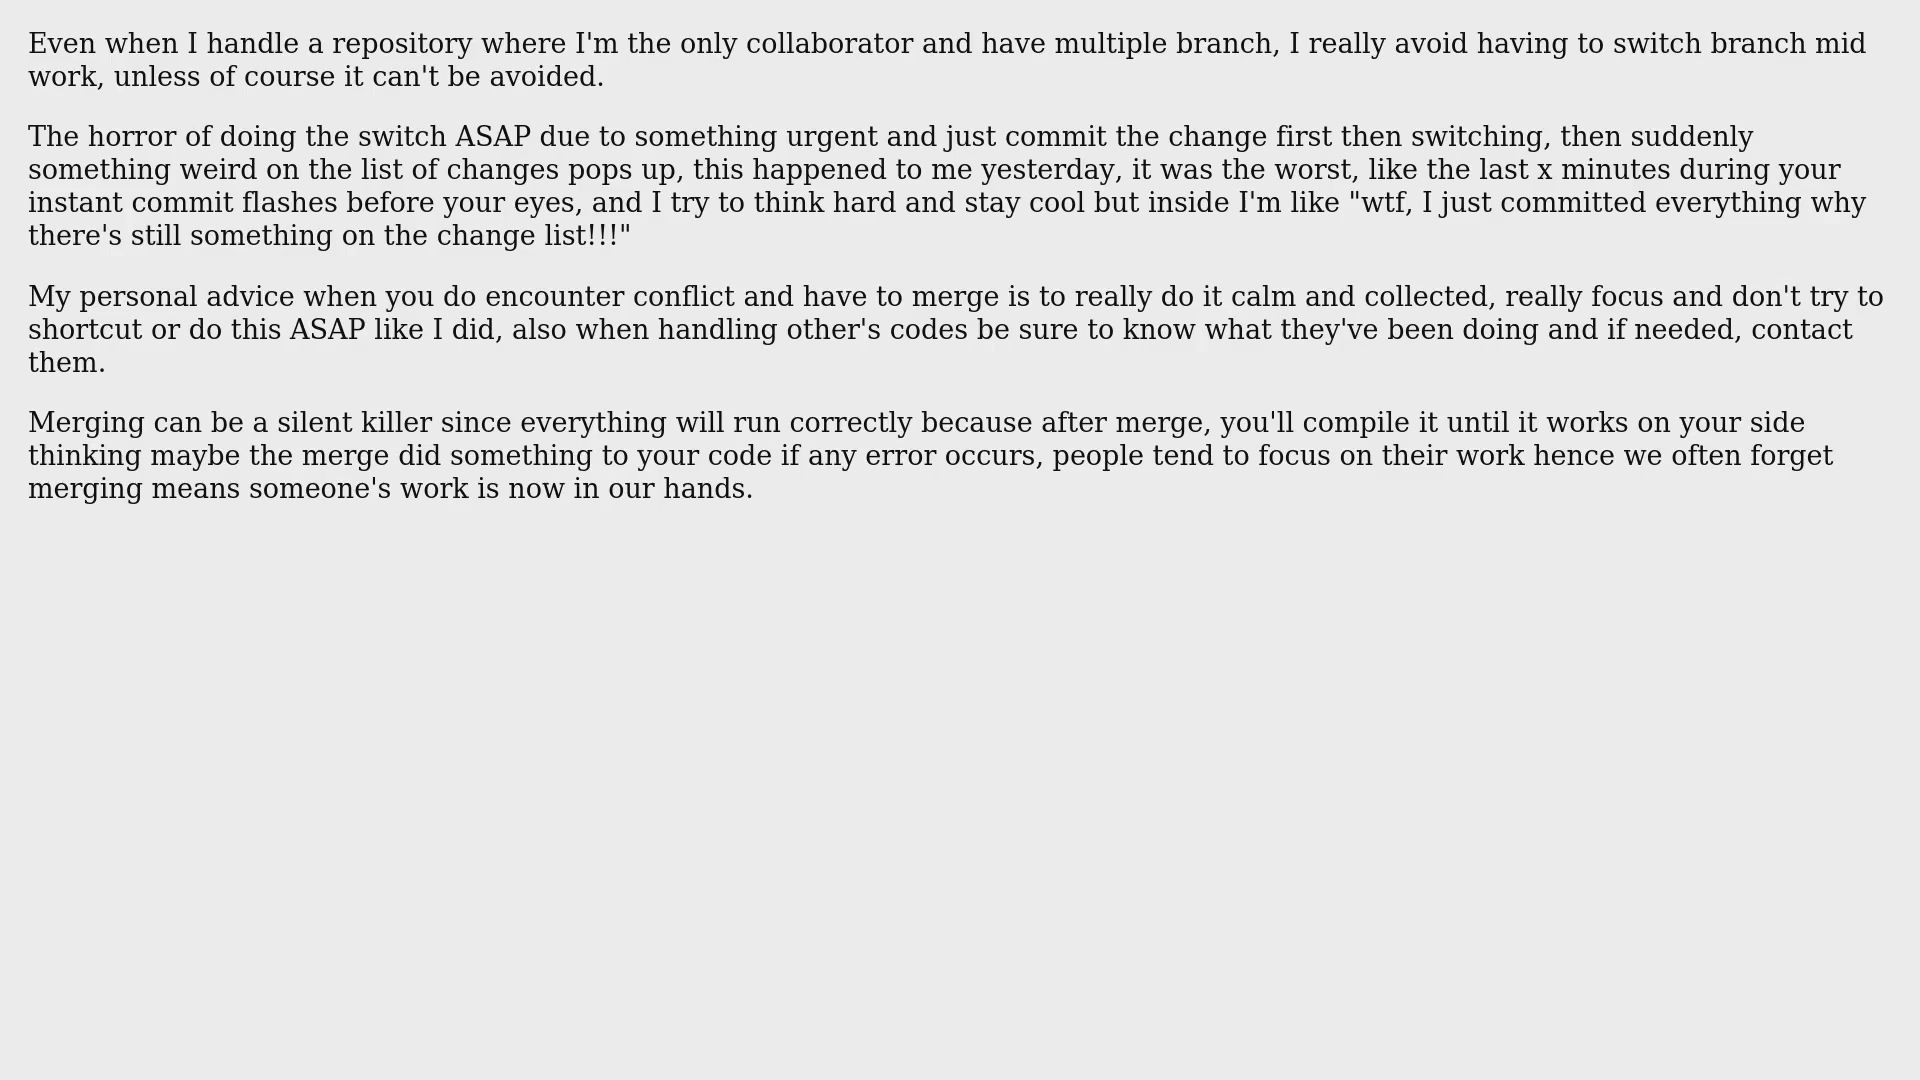 Even when I handle a repository where I'm the only collaborator and have multiple branch, I really avoid having to switch branch mid
work, unless of course it can't be avoided.
The horror of doing the switch ASAP due to something urgent and just commit the change first then switching, then suddenly
something weird on the list of changes pops up, this happened to me yesterday, it was the worst, like the last x minutes during your
instant commit flashes before your eyes, and I try to think hard and stay cool but inside I'm like "wtf, I just committed everything why
there's still something on the change list!!!"
My personal advice when you do encounter conflict and have to merge is to really do it calm and collected, really focus and don't try to
shortcut or do this ASAP like I did, also when handling other's codes be sure to know what they've been doing and if needed, contact
them.
Merging can be a silent killer since everything will run correctly because after merge, you'll compile it until it works on your side
thinking maybe the merge did something to your code if any error occurs, people tend to focus on their work hence we often forget
merging means someone's work is now in our hands.